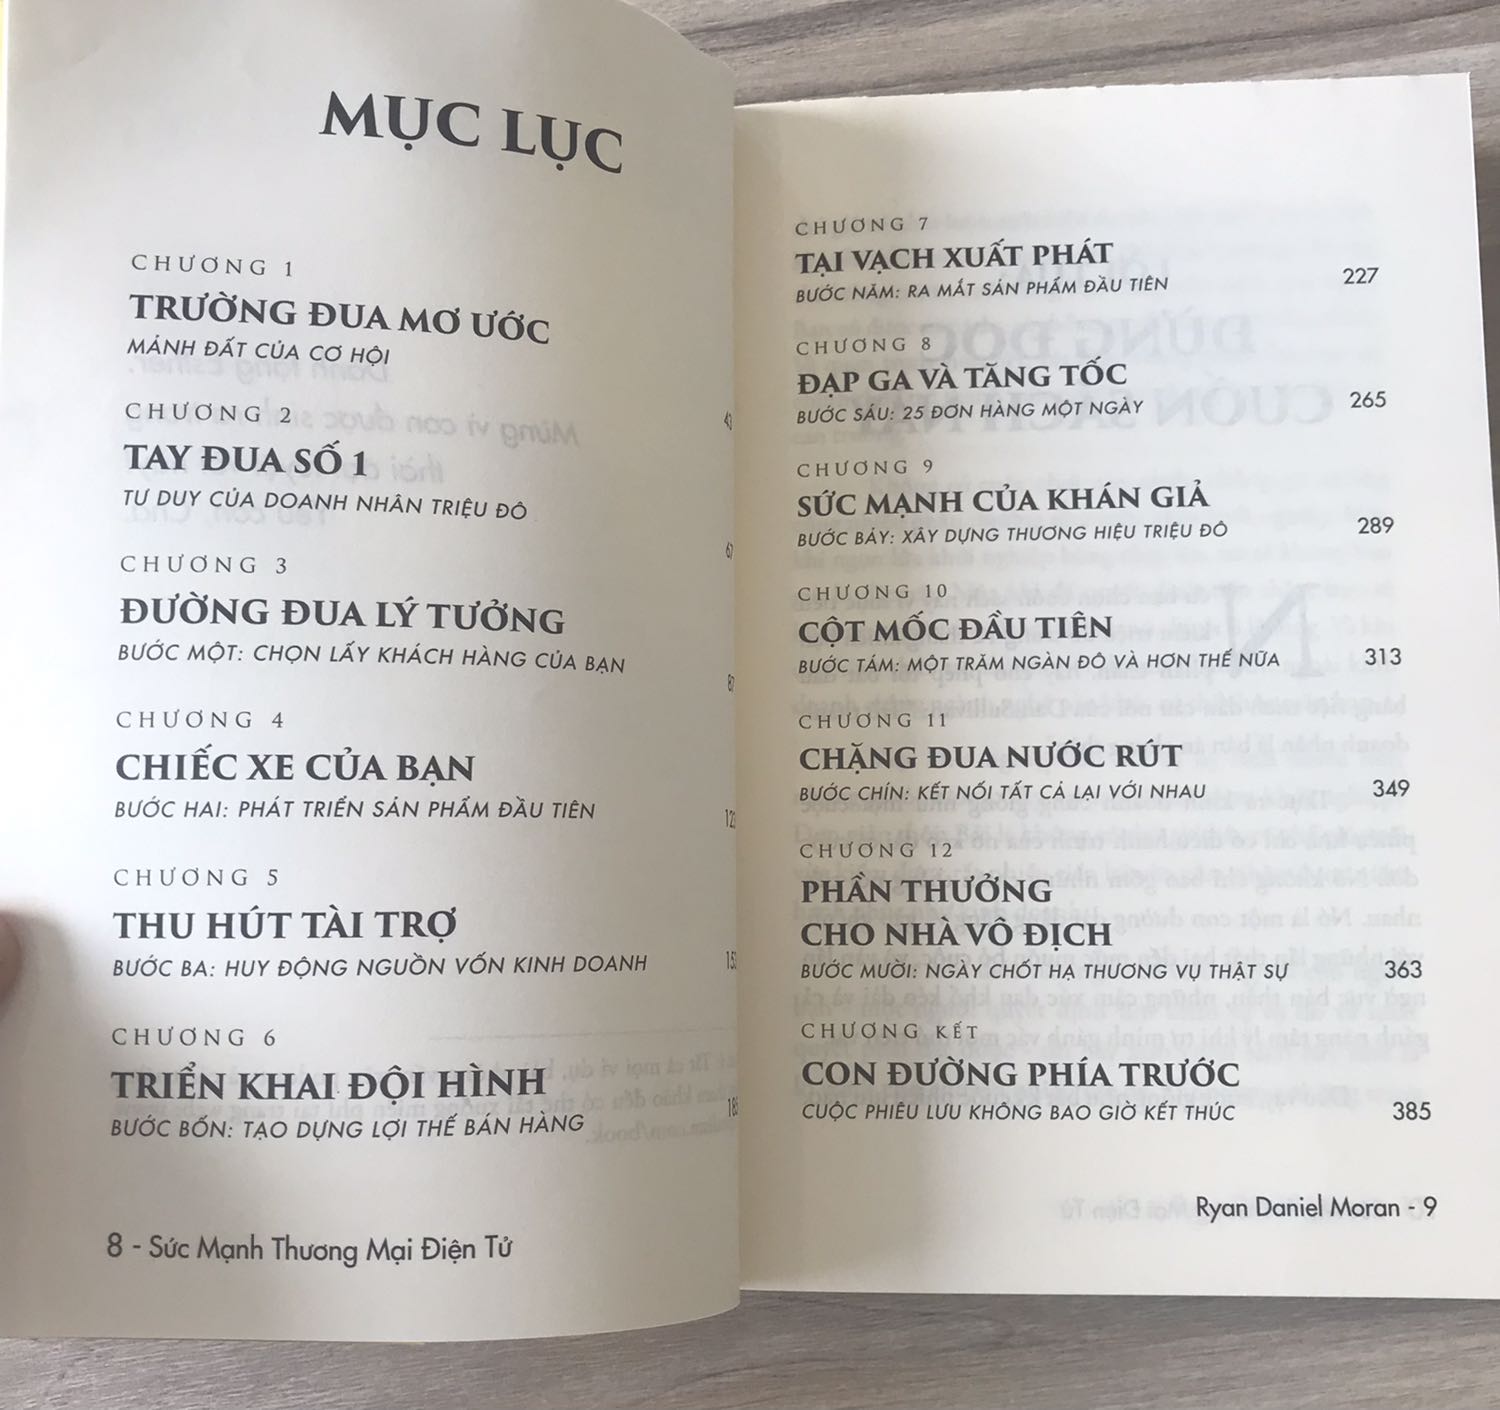 MỤC LỤC
CHƯƠNG 1
TRƯỜNG ĐUA MƠ ƯỚC
MẢNH ĐẤT CỦA CƠ HỘI
43
CHƯƠNG 2
TAY ĐUA SỐ 1
TƯ DUY CỦA DOANH NHÂN TRIỆU ĐÔ
67
CHƯƠNG 3
ĐƯỜNG ĐUA LÝ TƯỞNG
BƯỚC MỘT: CHỌN LẤY KHÁCH HÀNG CỦA BẠN
87
CHƯƠNG 4
CHIẾC XE CỦA BẠN
BƯỚC HAI: PHÁT TRIỂN SẢN PHẨM ĐẦU TIÊN
CHƯƠNG 5
THU HÚT TÀI TRỢ
BƯỚC BA: HUY ĐỘNG NGUỒN VỐN KINH DOANH
CHƯƠNG 6
TRIỂN KHAI ĐỘI HÌNH
BƯỚC BỐN: TẠO DỰNG LỢI THẾ BÁN HÀNG
8 - Sức Mạnh Thương Mại Điện Tử
CHƯƠNG 7
TẠI VẠCH XUẤT PHÁT
BƯỚC NĂM: RA MẮT SẢN PHẨM ĐẦU TIÊN 227
CHƯƠNG 8
ĐẠP GA VÀ TĂNG TỐC
BƯỚC SÁU: 25 ĐƠN HÀNG MỘT NGÀY 265
CHƯƠNG 9
SỨC MẠNH CỦA KHÁN GIẢ
BƯỚC BẢY: XÂY DỰNG THƯƠNG HIỆU TRIỆU ĐÔ 289
CHƯƠNG 10
CỘT MỐC ĐẦU TIÊN
BƯỚC TÁM: MỘT TRĂM NGÀN ĐÔ VÀ HƠN THẾ NỮA 313
CHƯƠNG 11
CHẶNG ĐUA NƯỚC RÚT
BƯỚC CHÍN: KẾT NỐI TẤT CẢ LẠI VỚI NHAU 349
CHƯƠNG 12
PHẦN THƯỞNG
CHO NHÀ VÔ ĐỊCH
BƯỚC MƯỜI: NGÀY CHỐT HẠ THƯƠNG VỤ THẬT SỰ 363
CHƯƠNG KẾT
CON ĐƯỜNG PHÍA TRƯỚC
CUỘC PHIÊU LƯU KHÔNG BAO GIỜ KẾT THÚC 385
Ryan Daniel Moran - 9